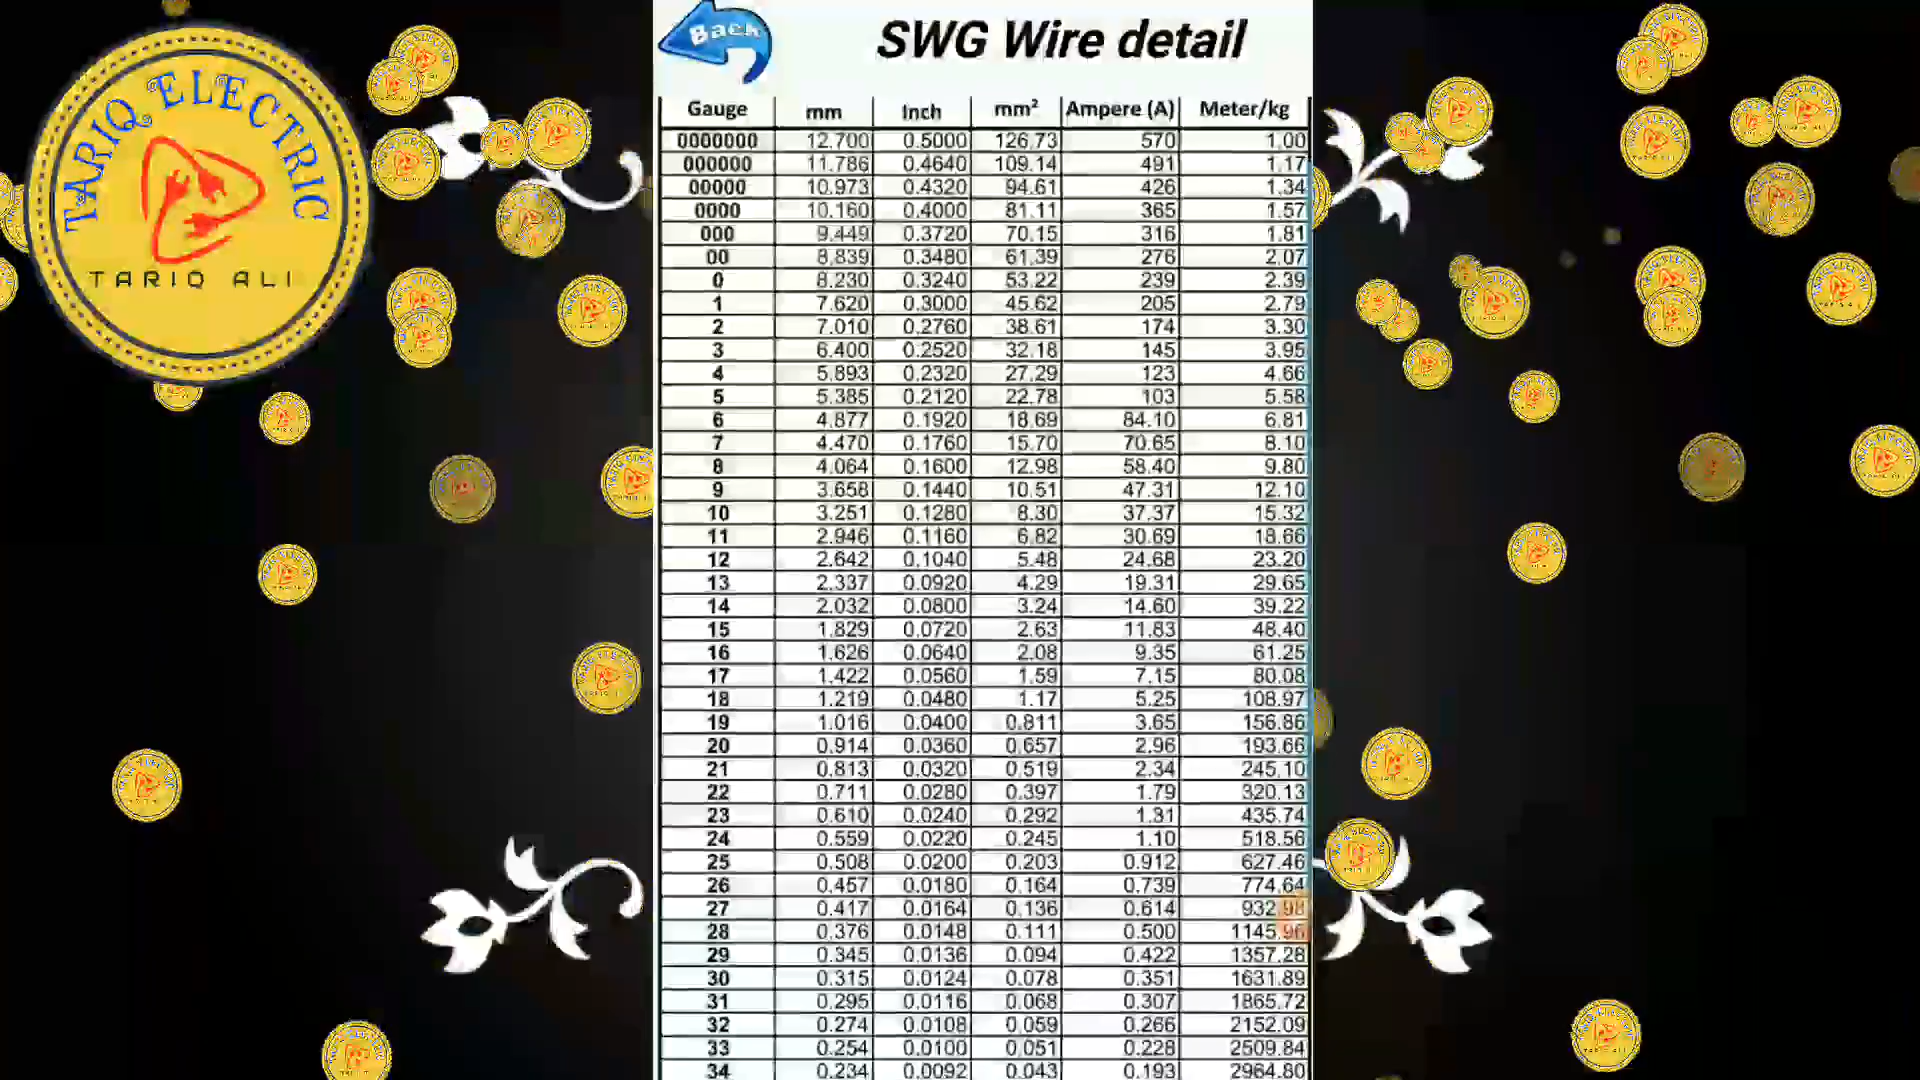 TARIQ ELECTRIC
TARIQ ALI
Back
SWG Wire detail
Gauge mm Inch mm² Ampere (A) Meter/kg
0000000 12.700 0.5000 126.73 570 1.00
000000 11.786 0.4640 109.14 491 1.17
00000 10.973 0.4320 94.61 426 1.34
0000 10.160 0.4000 81.11 365 1.57
000 9.449 0.3720 70.15 316 1.81
00 8.839 0.3480 61.39 276 2.07
0 8.230 0.3240 53.22 239 2.39
1 7.620 0.3000 45.62 205 2.79
2 7.010 0.2760 38.61 174 3.30
3 6.400 0.2520 32.18 145 3.95
4 5.893 0.2320 27.29 123 4.66
5 5.385 0.2120 22.78 103 5.58
6 4.877 0.1920 18.69 84.10 6.81
7 4.470 0.1760 15.70 70.65 8.10
8 4.064 0.1600 12.98 58.40 9.80
9 3.658 0.1440 10.51 47.31 12.10
10 3.251 0.1280 8.30 37.37 15.32
11 2.946 0.1160 6.82 30.69 18.66
12 2.642 0.1040 5.48 24.68 23.20
13 2.337 0.0920 4.29 19.31 29.65
14 2.032 0.0800 3.24 14.60 39.22
15 1.829 0.0720 2.63 11.83 48.40
16 1.626 0.0640 2.08 9.35 61.25
17 1.422 0.0560 1.59 7.15 80.08
18 1.219 0.0480 1.17 5.25 108.97
19 1.016 0.0400 0.811 3.65 156.86
20 0.914 0.0360 0.657 2.96 193.66
21 0.813 0.0320 0.519 2.34 245.10
22 0.711 0.0280 0.397 1.79 320.13
23 0.610 0.0240 0.292 1.31 435.74
24 0.559 0.0220 0.245 1.10 518.56
25 0.508 0.0200 0.203 0.912 627.46
26 0.457 0.0180 0.164 0.739 774.64
27 0.417 0.0164 0.136 0.614 932.98
28 0.376 0.0148 0.111 0.500 1145.96
29 0.345 0.0136 0.094 0.422 1357.28
30 0.315 0.0124 0.078 0.351 1631.89
31 0.295 0.0116 0.068 0.307 1865.72
32 0.274 0.0108 0.059 0.266 2152.09
33 0.254 0.0100 0.051 0.228 2509.84
34 0.234 0.0092 0.043 0.193 2964.80